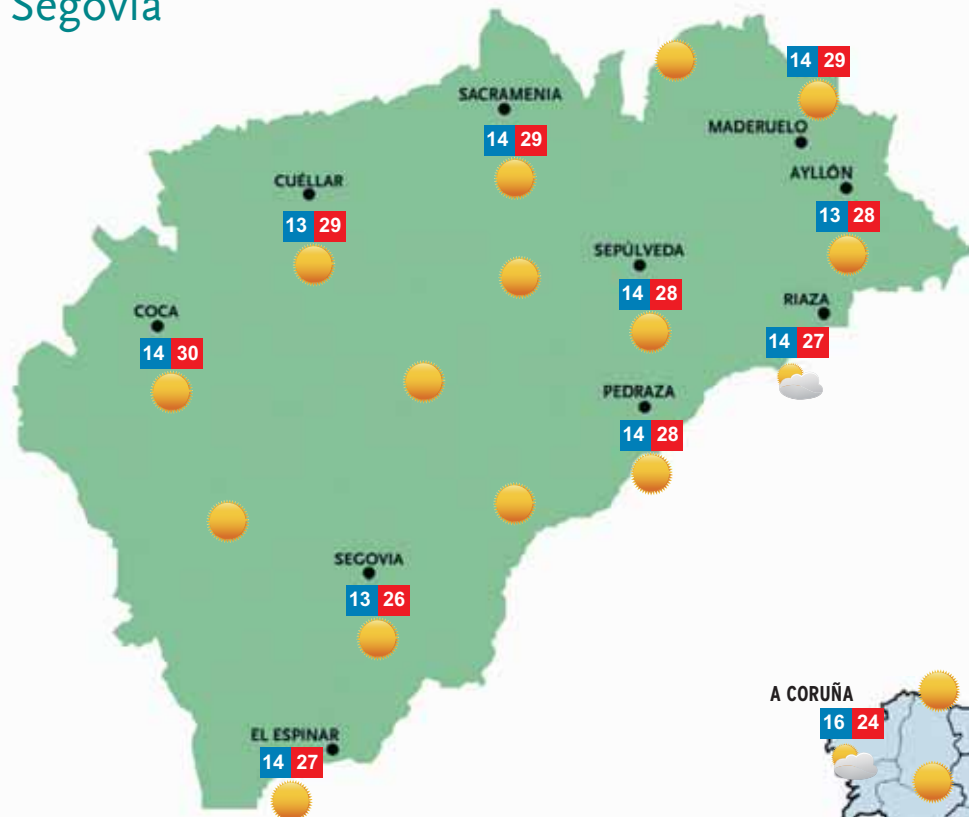 Segovia
14 29
SACRAMENIA
14 29
MADERUELO
CUÉLLAR
13 29
AYLLÓN
13 28
SEPÚLVEDA
14 28
RIAZA
14 27
COCA
14 30
PEDRAZA
14 28
SEGOVIA
13 26
EL ESPINAR
14 27
A CORUÑA
16 24